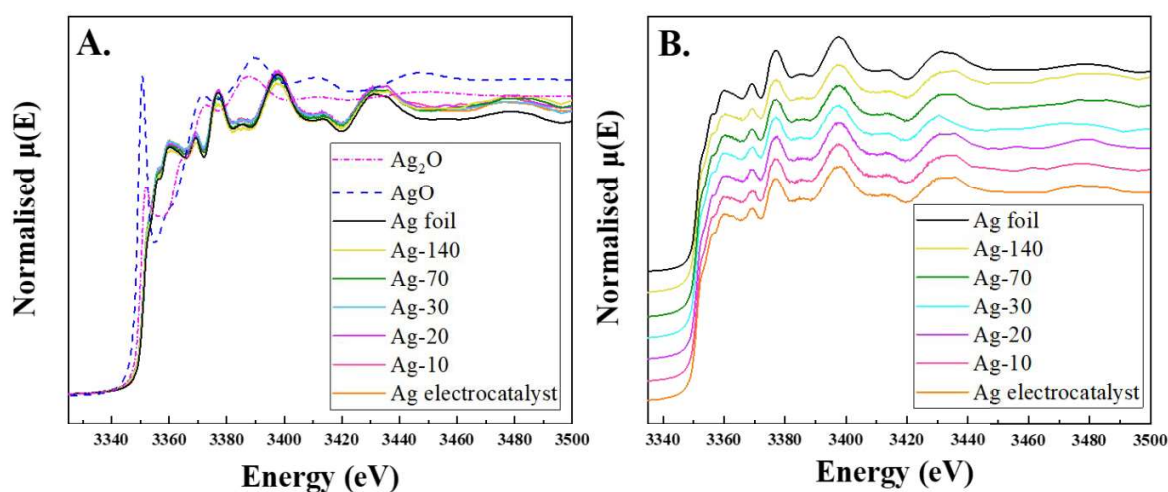 A.
Normalised μ(E)
Ag₂O
AgO
Ag foil
Ag-140
Ag-70
Ag-30
Ag-20
Ag-10
Ag electrocatalyst
3340 3360 3380 3400 3420 3440 3460 3480 3500
Energy (eV)
B.
Normalised μ(E)
Ag foil
Ag-140
Ag-70
Ag-30
Ag-20
Ag-10
Ag electrocatalyst
3340 3360 3380 3400 3420 3440 3460 3480 3500
Energy (eV)